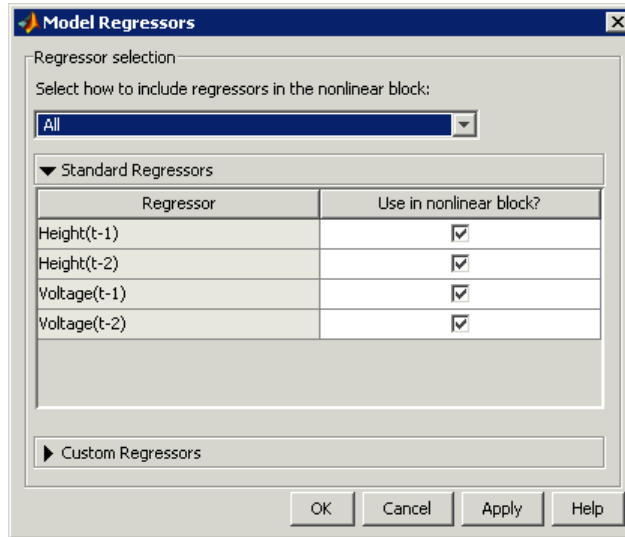 Model Regressors
Regressor selection
Select how to include regressors in the nonlinear block:
All
Standard Regressors
Regressor Use in nonlinear block?
Height(t-1)
Height(t-2)
Voltage(t-1)
Voltage(t-2)
Custom Regressors
OK Cancel Apply Help